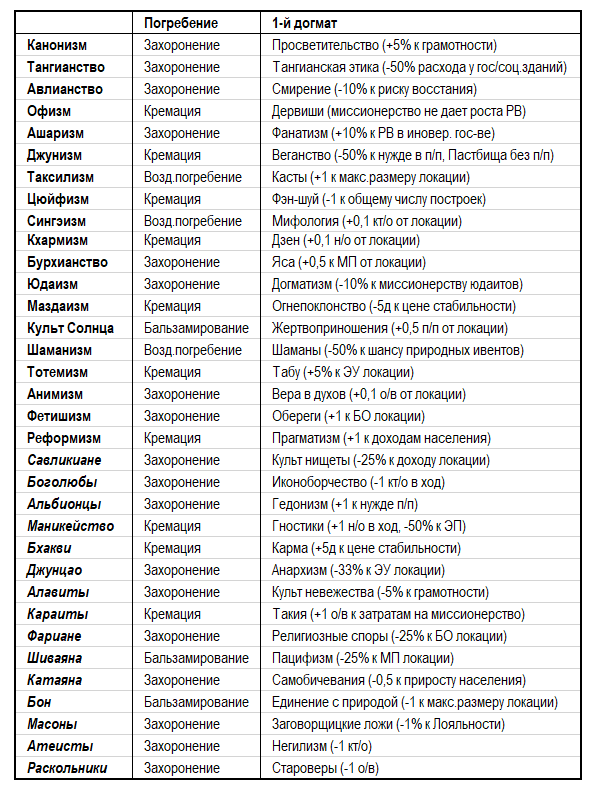 Погребение 1-й догмат
Канонизм Захоронение Просветительство (+5% к грамотности)
Тангианство Захоронение Тангианская этика (-50% расхода у гос/соц.зданий)
Авлианство Захоронение Смирение (-10% к риску восстания)
Офизм Кремация Дервиши (миссионерство не дает роста РВ)
Ашаризм Захоронение Фанатизм (+10% к РВ в иновер. гос-ве)
Джунизм Кремация Веганство (-50% к нужде в п/п, Пастбища без п/п)
Таксилизм Возд.погребение Касты (+1 к макс.размеру локации)
Цюйфизм Кремация Фэн-шуй (-1 к общему числу построек)
Сингэизм Возд.погребение Мифология (+0,1 кт/о от локации)
Кхармизм Кремация Дзен (+0,1 н/о от локации)
Бурхианство Захоронение Яса (+0,5 к МП от локации)
Юдаизм Захоронение Догматизм (-10% к миссионерству юдаитов)
Маздаизм Кремация Огнепоклонство (-5д к цене стабильности)
Культ Солнца Бальзамирование Жертвоприношения (+0,5 п/п от локации)
Шаманизм Возд.погребение Шаманы (-50% к шансу природных ивентов)
Тотемизм Кремация Табу (+5% к ЭУ локации)
Анимизм Захоронение Вера в духов (+0,1 о/в от локации)
Фетишизм Захоронение Обереги (+1 к БО локации)
Реформизм Кремация Прагматизм (+1 к доходам населения)
Савликиане Захоронение Культ нищеты (-25% к доходу локации)
Боголюбы Захоронение Иконоборчество (-1 кт/о в ход)
Альбионцы Захоронение Гедонизм (+1 к нужде п/п)
Маникейство Кремация Гностики (+1 н/о в ход, -50% к ЭП)
Бхакви Кремация Карма (+5д к цене стабильности)
Джунцао Захоронение Анархизм (-33% к ЭУ локации)
Алавиты Захоронение Культ невежества (-5% к грамотности)
Караиты Кремация Такия (+1 о/в к затратам на миссионерство)
Фариане Захоронение Религиозные споры (-25% к БО локации)
Шиваяна Бальзамирование Пацифизм (-25% к МП локации)
Катаяна Захоронение Самобичевания (-0,5 к приросту населения)
Бон Бальзамирование Единение с природой (-1 к макс.размеру локации)
Масоны Захоронение Заговорщицкие ложи (-1% к Лояльности)
Атеисты Захоронение Негилизм (-1 кт/о)
Раскольники Захоронение Староверы (-1 о/в)